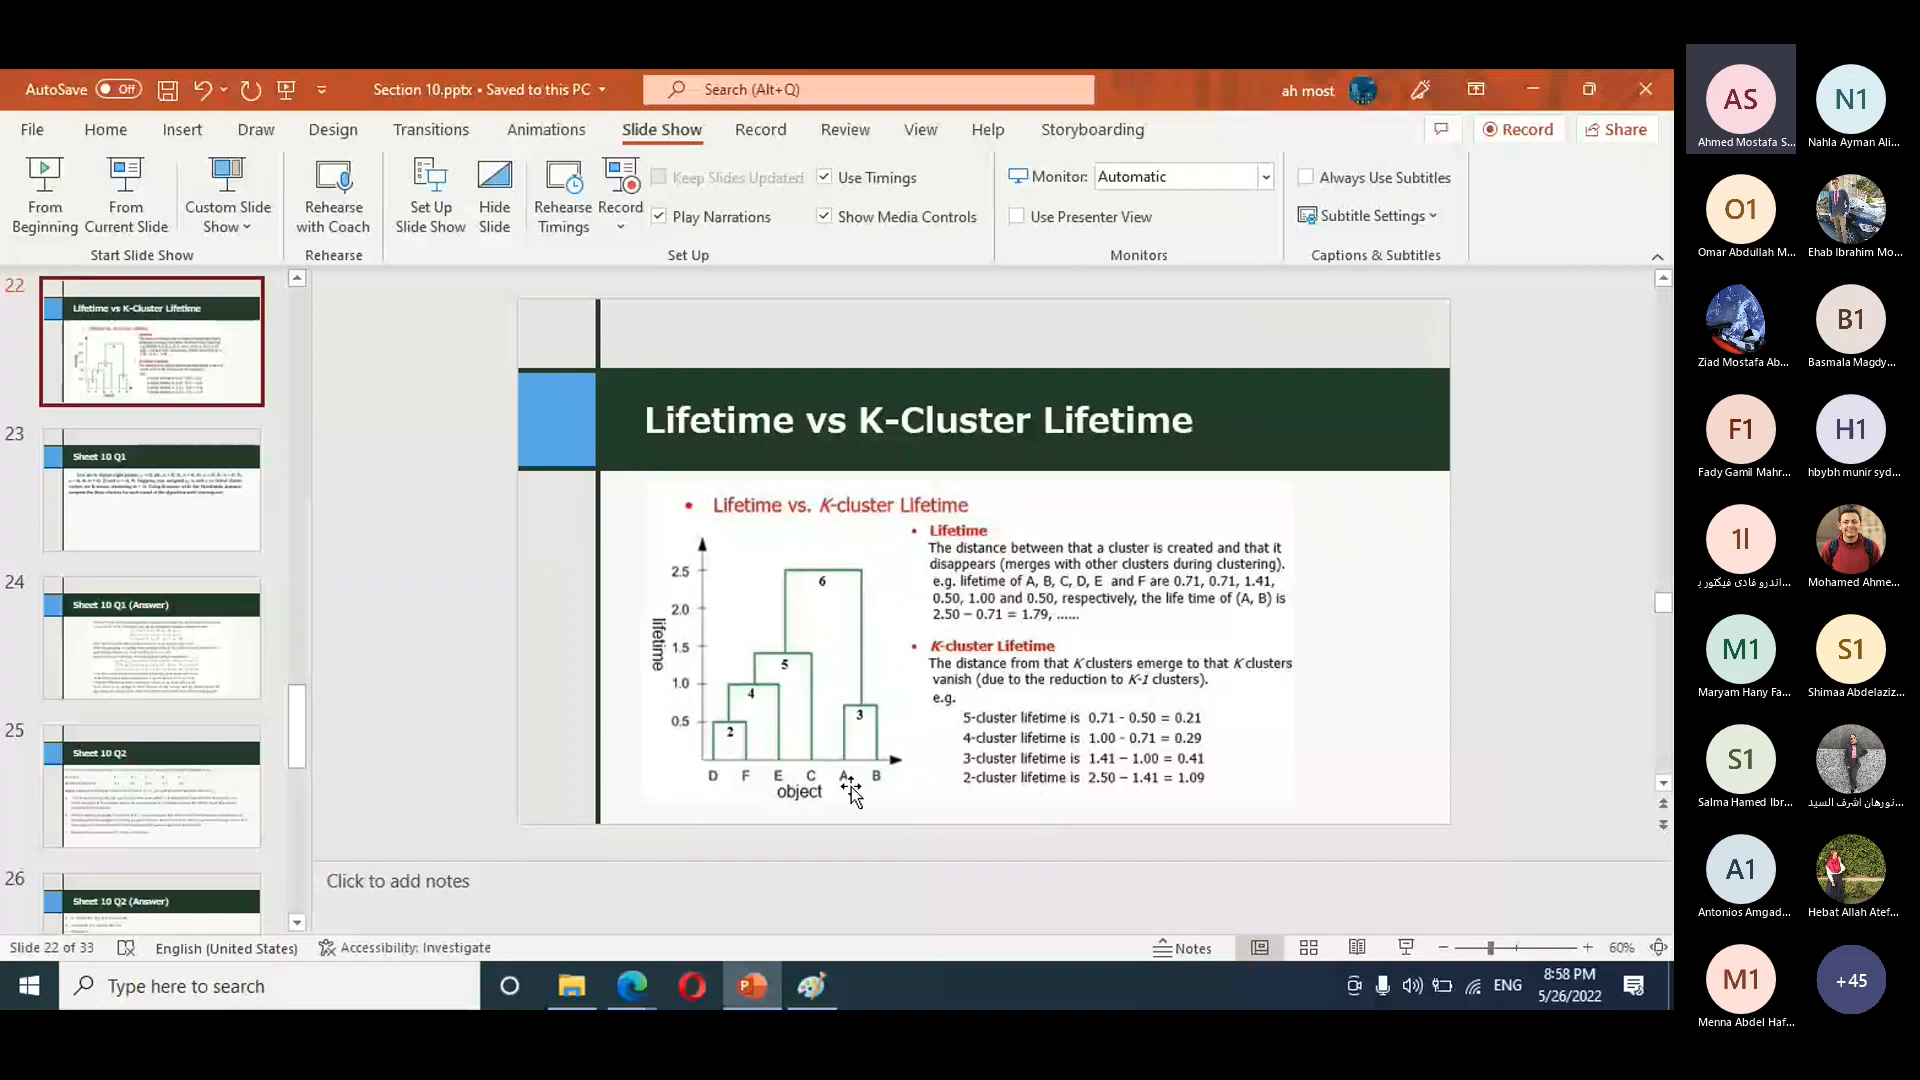 AutoSave Off Section 10.pptx • Saved to this PC Search (Alt+Q) ah most
File Home Insert Draw Design Transitions Animations Slide Show Record Review View Help Storyboarding Record Share
From Beginning
From Current Slide
Custom Slide Show
Start Slide Show
Rehearse with Coach
Rehearse
Set Up Slide Show
Hide Slide
Rehearse Timings
Record
Keep Slides Updated
Use Timings
Play Narrations
Show Media Controls
Set Up
Monitor: Automatic
Use Presenter View
Monitors
Always Use Subtitles
Subtitle Settings
Captions & Subtitles
22
Lifetime vs K-Cluster Lifetime
23
Sheet 10 Q1
24
Sheet 10 Q1 (Answer)
25
Sheet 10 Q2
26
Sheet 10 Q2 (Answer)
Lifetime vs K-Cluster Lifetime
• Lifetime vs. K-cluster Lifetime
lifetime
2.5
2.0
1.5
1.0
0.5
6
5
4
3
2
D F E C A B
object
• Lifetime
The distance between that a cluster is created and that it
disappears (merges with other clusters during clustering).
e.g. lifetime of A, B, C, D, E and F are 0.71, 0.71, 1.41,
0.50, 1.00 and 0.50, respectively, the life time of (A, B) is
2.50 – 0.71 = 1.79, ......
• K-cluster Lifetime
The distance from that K clusters emerge to that K clusters
vanish (due to the reduction to K-1 clusters).
e.g.
5-cluster lifetime is 0.71 - 0.50 = 0.21
4-cluster lifetime is 1.00 - 0.71 = 0.29
3-cluster lifetime is 1.41 – 1.00 = 0.41
2-cluster lifetime is 2.50 – 1.41 = 1.09
Click to add notes
Slide 22 of 33 English (United States) Accessibility: Investigate Notes 60%
Type here to search
ENG
8:58 PM
5/26/2022
AS
Ahmed Mostafa S...
N1
Nahla Ayman Ali...
O1
Omar Abdullah M...
Ehab Ibrahim Mo...
Ziad Mostafa Ab...
B1
Basmala Magdy...
F1
Fady Gamil Mahr...
H1
hbybh munir syd...
1ا
اندرو فادى فيكتور ب...
Mohamed Ahme...
M1
Maryam Hany Fa...
S1
Shimaa Abdelaziz...
S1
Salma Hamed Ibr...
نورهان اشرف السيد...
A1
Antonios Amgad...
Hebat Allah Atef...
M1
Menna Abdel Haf...
+45